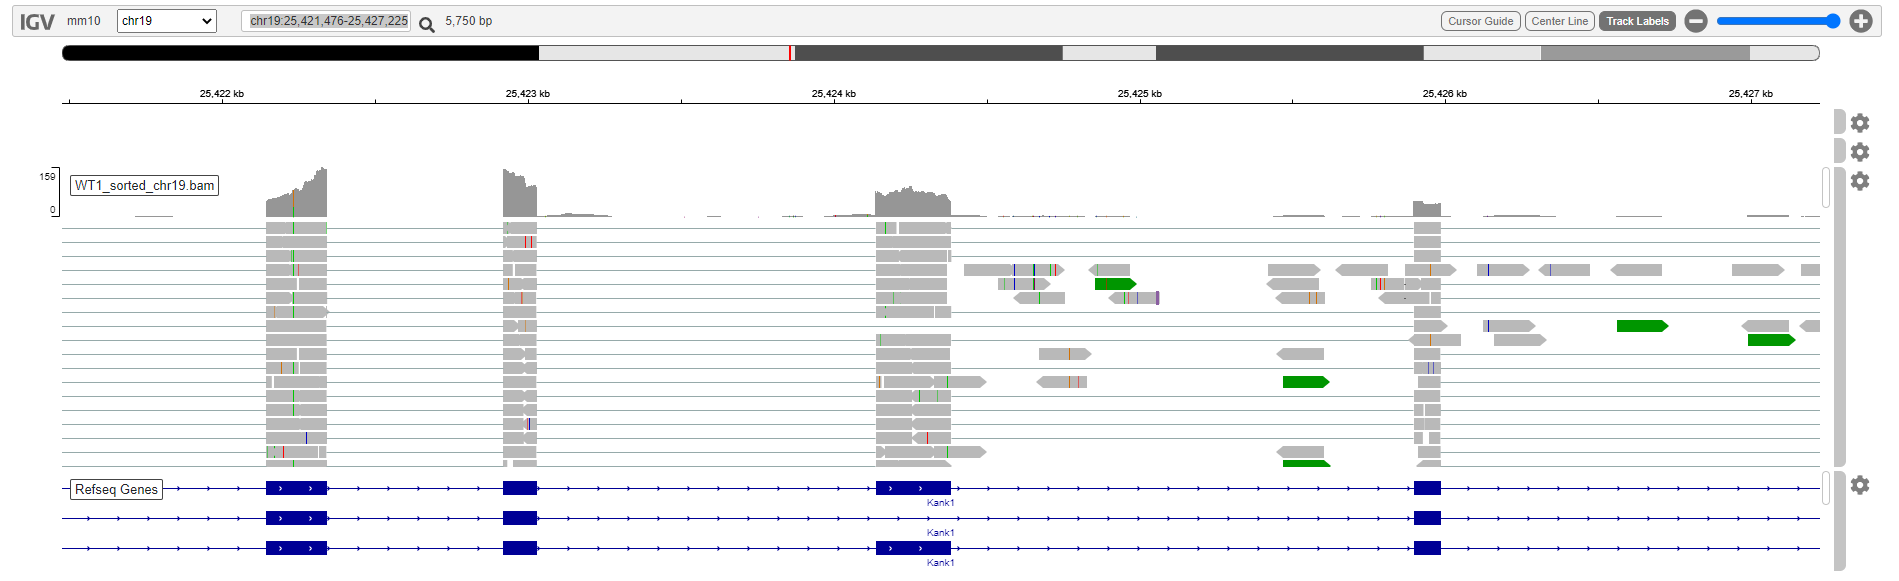 IGV mm10 chr19 chr19:25,421,476-25,427,225 5,750 bp Cursor Guide Center Line Track Labels
25,422 kb 25,423 kb 25,424 kb 25,425 kb 25,426 kb 25,427 kb
159
WT1_sorted_chr19.bam
0
Refseq Genes
Kank1
Kank1
Kank1